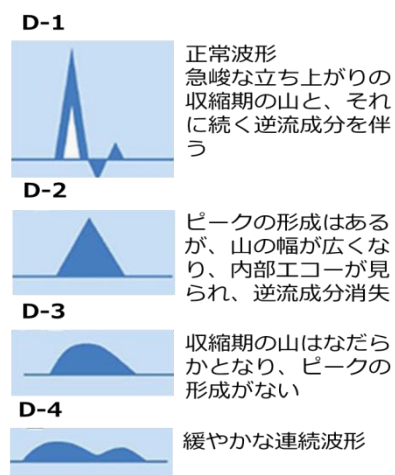 D-1
正常波形
急峻な立ち上がりの
収縮期の山と、それ
に続く逆流成分を伴
う
D-2
ピークの形成はある
が、山の幅が広くな
り、内部エコーが見
られ、逆流成分消失
D-3
収縮期の山はなだら
かとなり、ピークの
形成がない
D-4
緩やかな連続波形